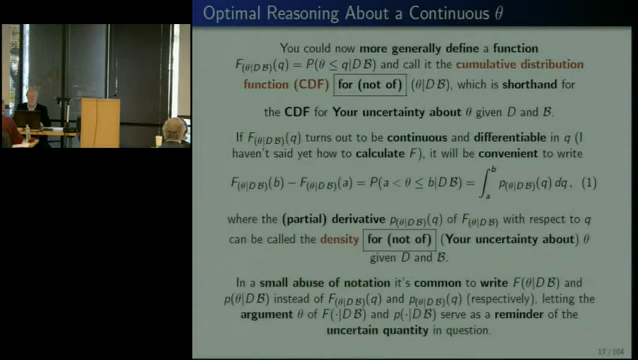 Optimal Reasoning About a Continuous θ
You could now more generally define a function
F(θ|D B)(q) = P(θ ≤ q|D B) and call it the cumulative distribution
function (CDF) for (not of) (θ|D B), which is shorthand for
the CDF for Your uncertainty about θ given D and B.
If F(θ|D B)(q) turns out to be continuous and differentiable in q (I
haven't said yet how to calculate F), it will be convenient to write
F(θ|D B)(b) − F(θ|D B)(a) = P(a < θ ≤ b|D B) = ∫_a^b p(θ|D B)(q) dq , (1)
where the (partial) derivative p(θ|D B)(q) of F(θ|D B) with respect to q
can be called the density for (not of) (Your uncertainty about) θ
given D and B.
In a small abuse of notation it's common to write F(θ|D B) and
p(θ|D B) instead of F(θ|D B)(q) and p(θ|D B)(q) (respectively), letting the
argument θ of F(·|D B) and p(·|D B) serve as a reminder of the
uncertain quantity in question.
17 / 104